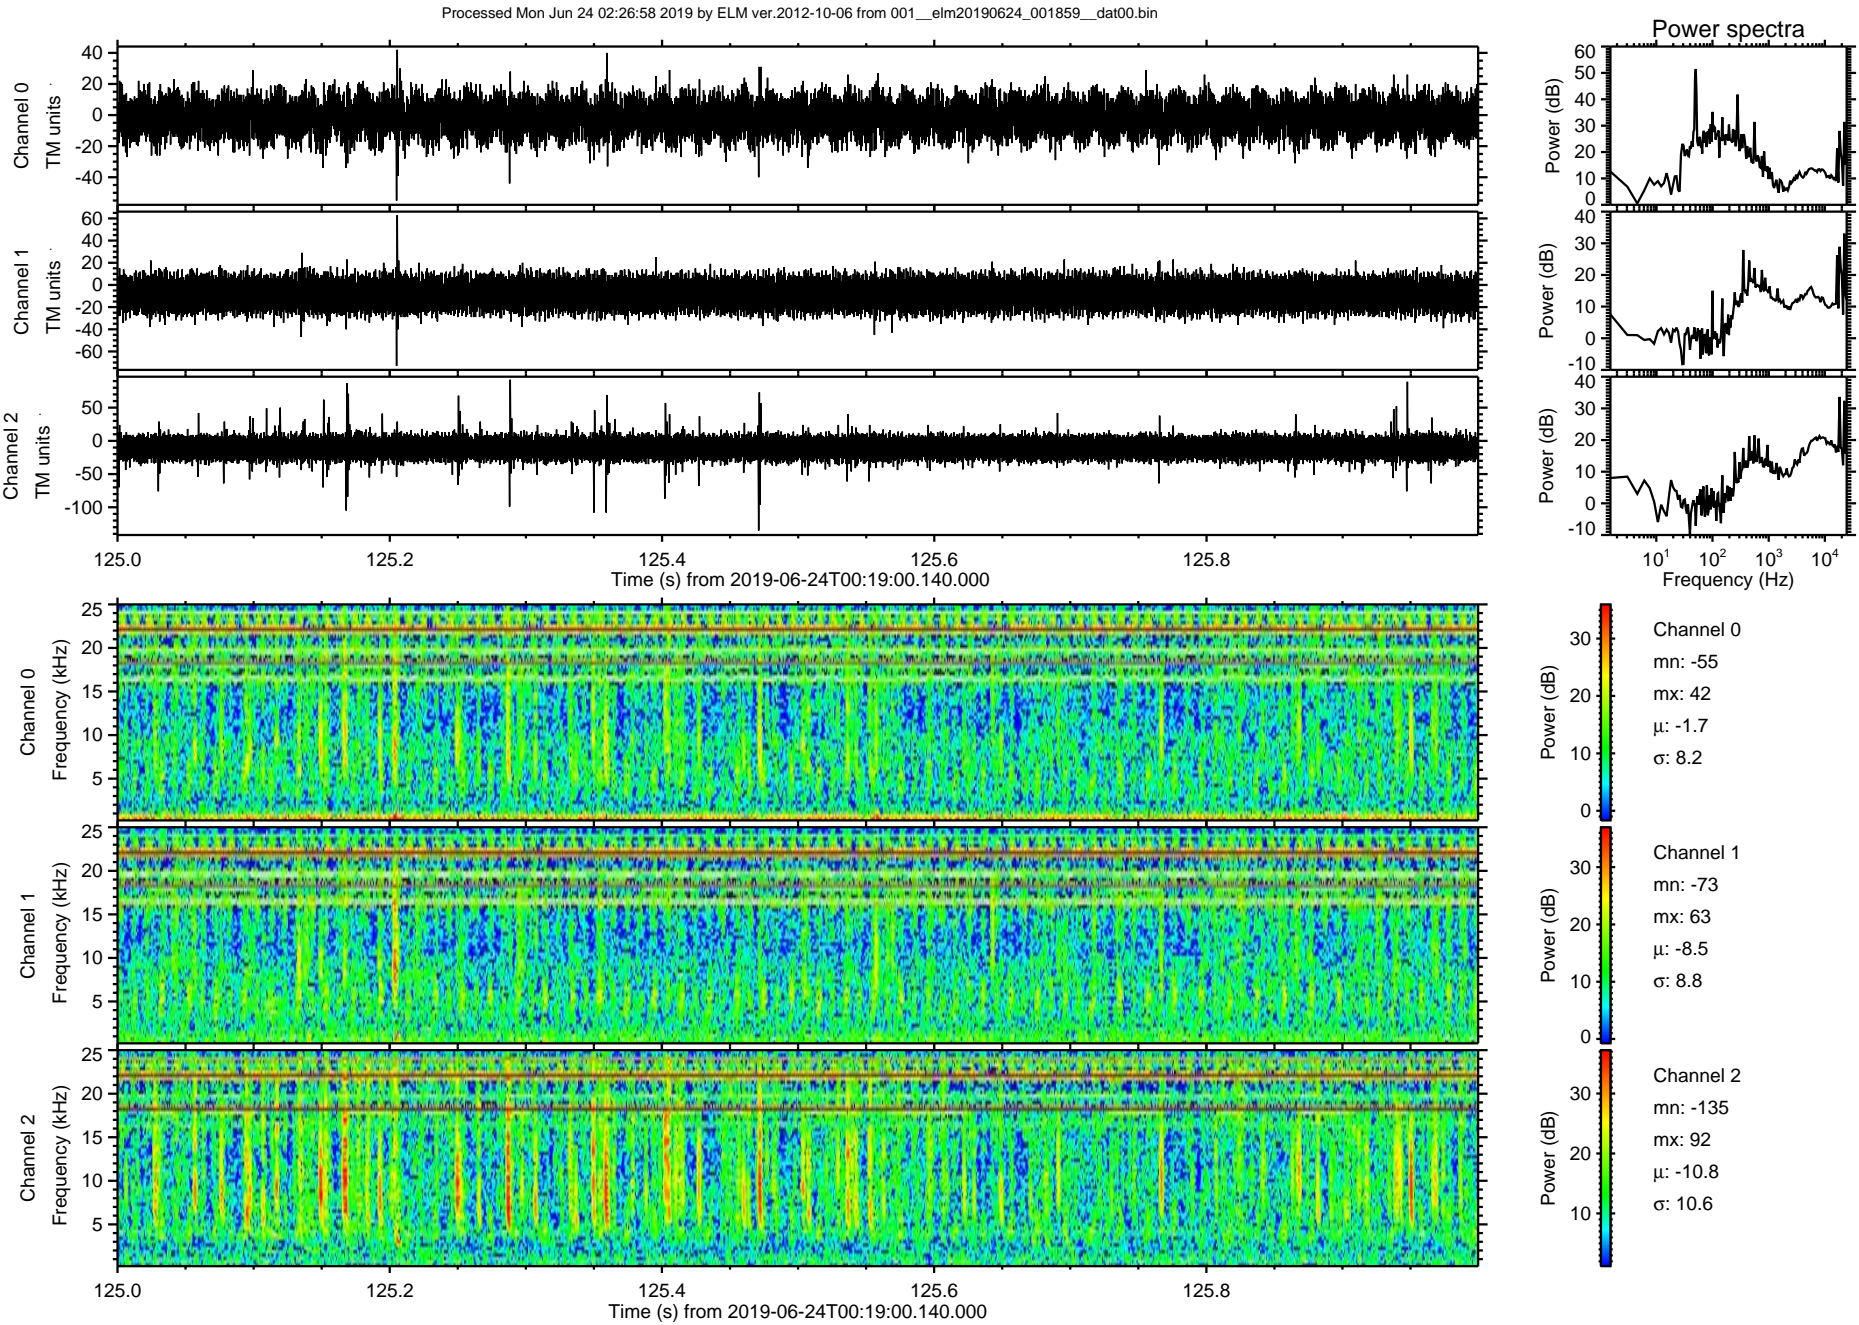 Processed Mon Jun 24 02:26:58 2019 by ELM ver.2012-10-06 from 001__elm20190624_001859__dat00.bin
Power spectra
Channel 0
TM units
40
20
0
-20
-40
Power (dB)
60
50
40
30
20
10
0
Channel 1
TM units
60
40
20
0
-20
-40
-60
Power (dB)
40
30
20
10
0
-10
Channel 2
TM units
50
0
-50
-100
Power (dB)
40
30
20
10
0
-10
125.0 125.2 125.4 125.6 125.8
Time (s) from 2019-06-24T00:19:00.140.000
10¹ 10² 10³ 10⁴
Frequency (Hz)
Channel 0
Frequency (kHz)
25
20
15
10
5
Power (dB)
30
20
10
0
Channel 0
mn: -55
mx: 42
μ: -1.7
σ: 8.2
Channel 1
Frequency (kHz)
25
20
15
10
5
Power (dB)
30
20
10
0
Channel 1
mn: -73
mx: 63
μ: -8.5
σ: 8.8
Channel 2
Frequency (kHz)
25
20
15
10
5
Power (dB)
30
20
10
Channel 2
mn: -135
mx: 92
μ: -10.8
σ: 10.6
125.0 125.2 125.4 125.6 125.8
Time (s) from 2019-06-24T00:19:00.140.000